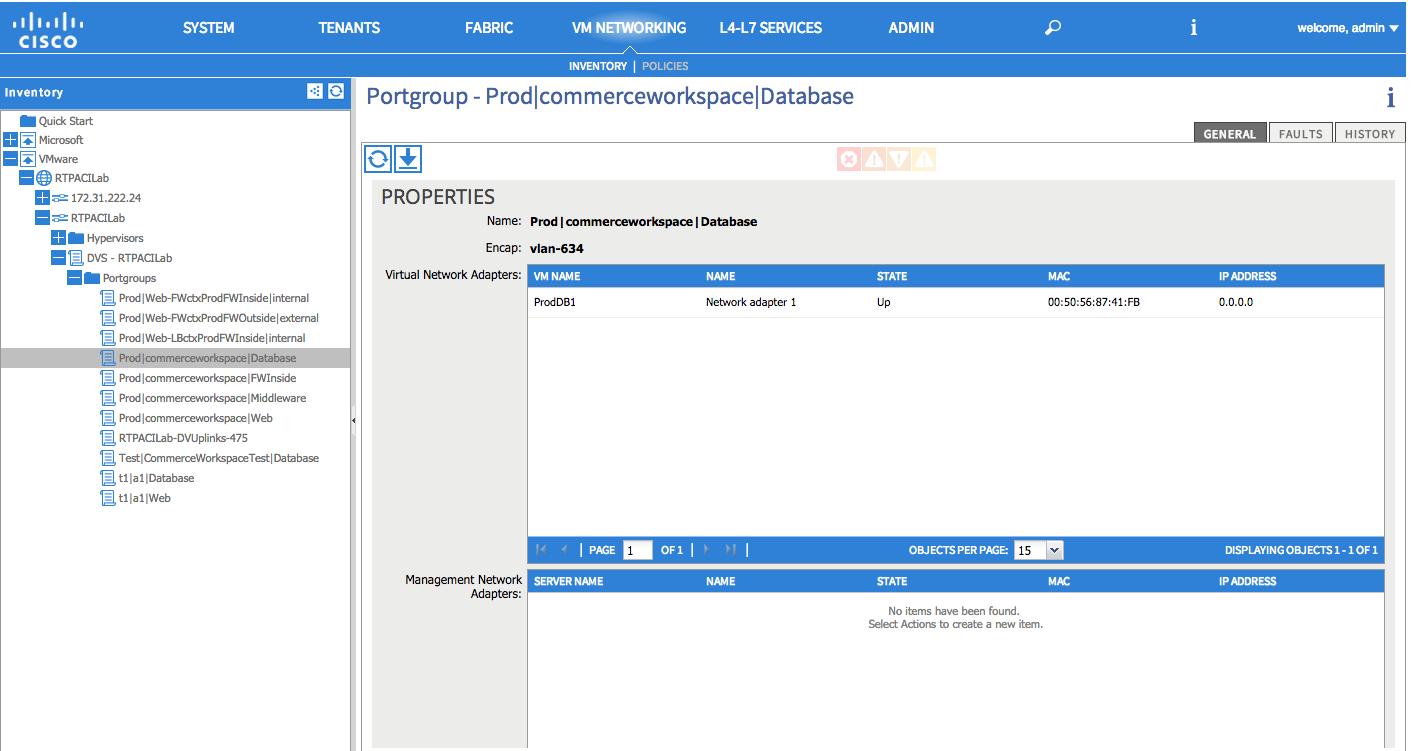 CISCO
SYSTEM TENANTS FABRIC VM NETWORKING L4-L7 SERVICES ADMIN i welcome, admin
INVENTORY | POLICIES
Inventory
Quick Start
Microsoft
VMware
RTPACILab
172.31.222.24
RTPACILab
Hypervisors
DVS - RTPACILab
Portgroups
Prod|Web-FWctxProdFWInside|internal
Prod|Web-FWctxProdFWOutside|external
Prod|Web-LBctxProdFWInside|internal
Prod|commerceworkspace|Database
Prod|commerceworkspace|FWInside
Prod|commerceworkspace|Middleware
Prod|commerceworkspace|Web
RTPACILab-DVUplinks-475
Test|CommerceWorkspaceTest|Database
t1|a1|Database
t1|a1|Web
Portgroup - Prod|commerceworkspace|Database i
GENERAL FAULTS HISTORY
PROPERTIES
Name: Prod|commerceworkspace|Database
Encap: vlan-634
Virtual Network Adapters: VM NAME NAME STATE MAC IP ADDRESS
ProdDB1 Network adapter 1 Up 00:50:56:87:41:FB 0.0.0.0
PAGE 1 OF 1 OBJECTS PER PAGE: 15 DISPLAYING OBJECTS 1 - 1 OF 1
Management Network Adapters: SERVER NAME NAME STATE MAC IP ADDRESS
No items have been found.
Select Actions to create a new item.